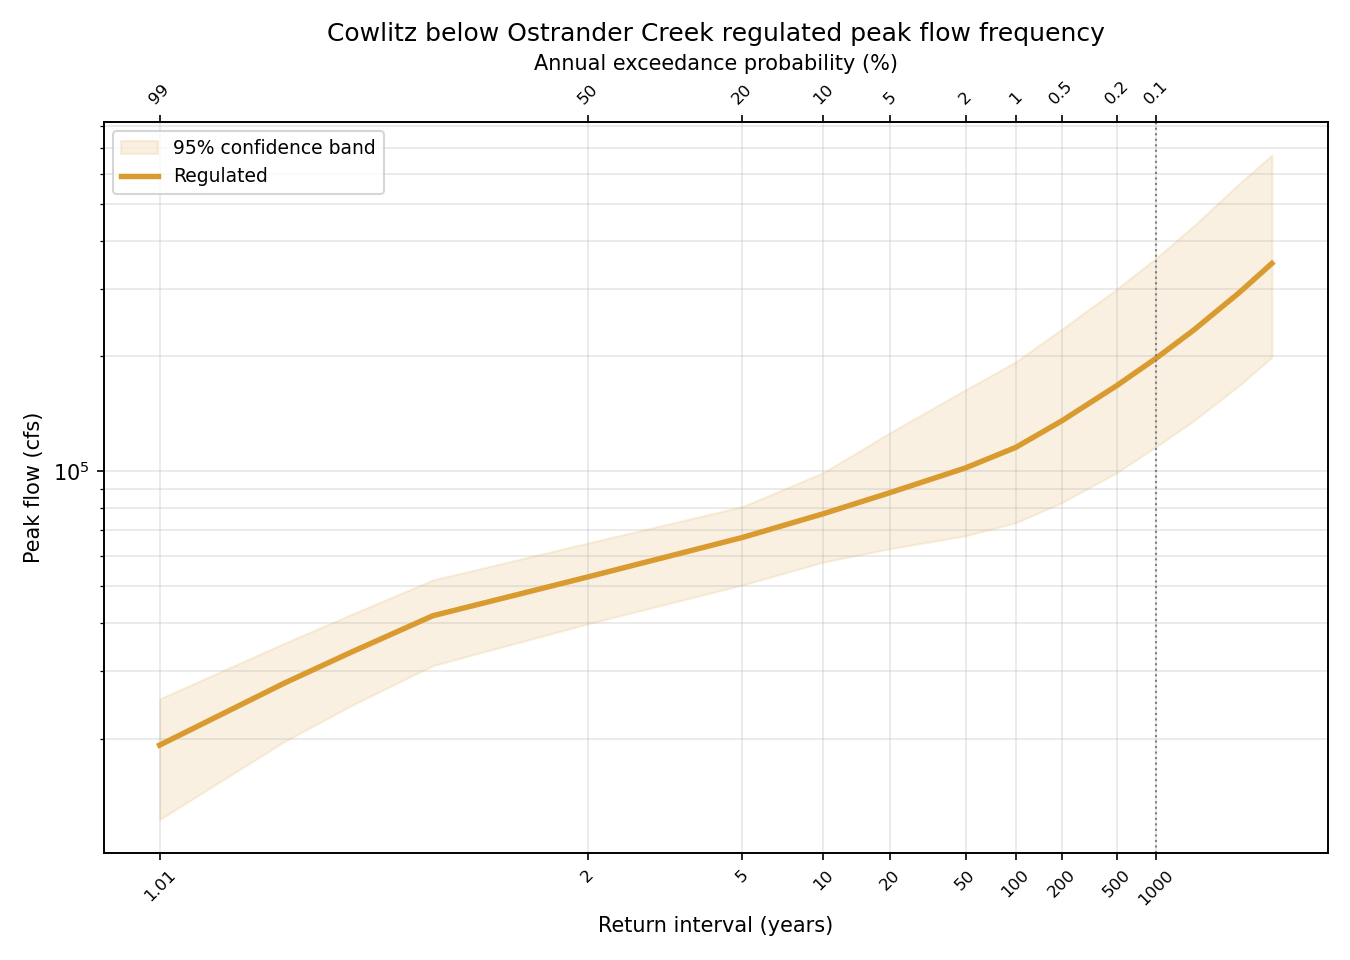 Cowlitz below Ostrander Creek regulated peak flow frequency
Annual exceedance probability (%)
99 50 20 10 5 2 1 0.5 0.2 0.1
95% confidence band
Regulated
Peak flow (cfs)
10⁵
1.01 2 5 10 20 50 100 200 500 1000
Return interval (years)